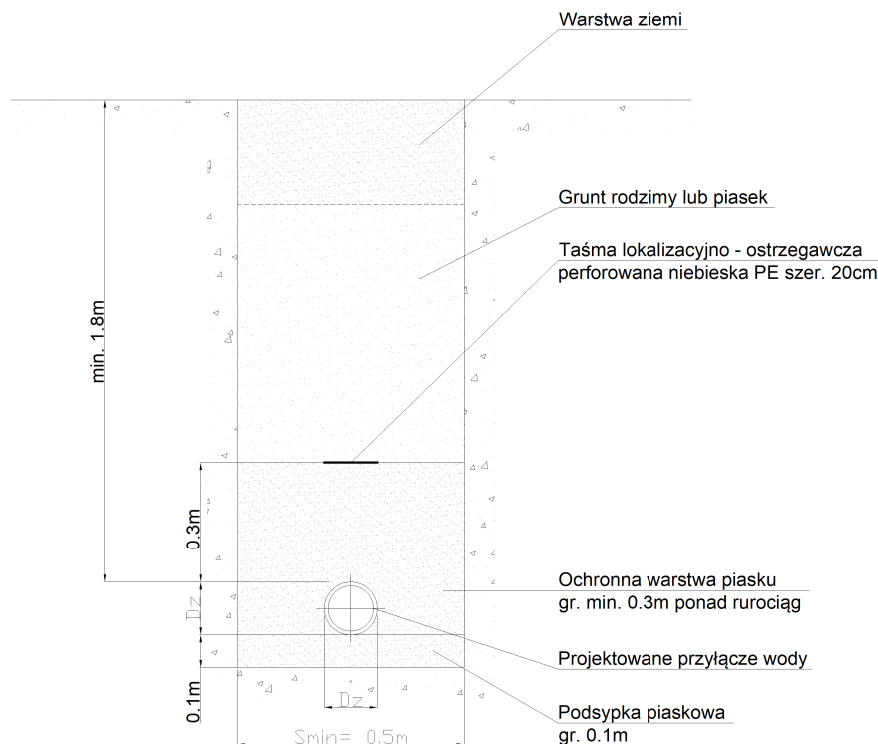 Warstwa ziemi
Grunt rodzimy lub piasek
Taśma lokalizacyjno - ostrzegawcza
perforowana niebieska PE szer. 20cm
min. 1.8m
0.3m
Dz
0.1m
Ochronna warstwa piasku
gr. min. 0.3m ponad rurociąg
Projektowane przyłącze wody
Dz
Podsypka piaskowa
gr. 0.1m
Smin= 0.5m